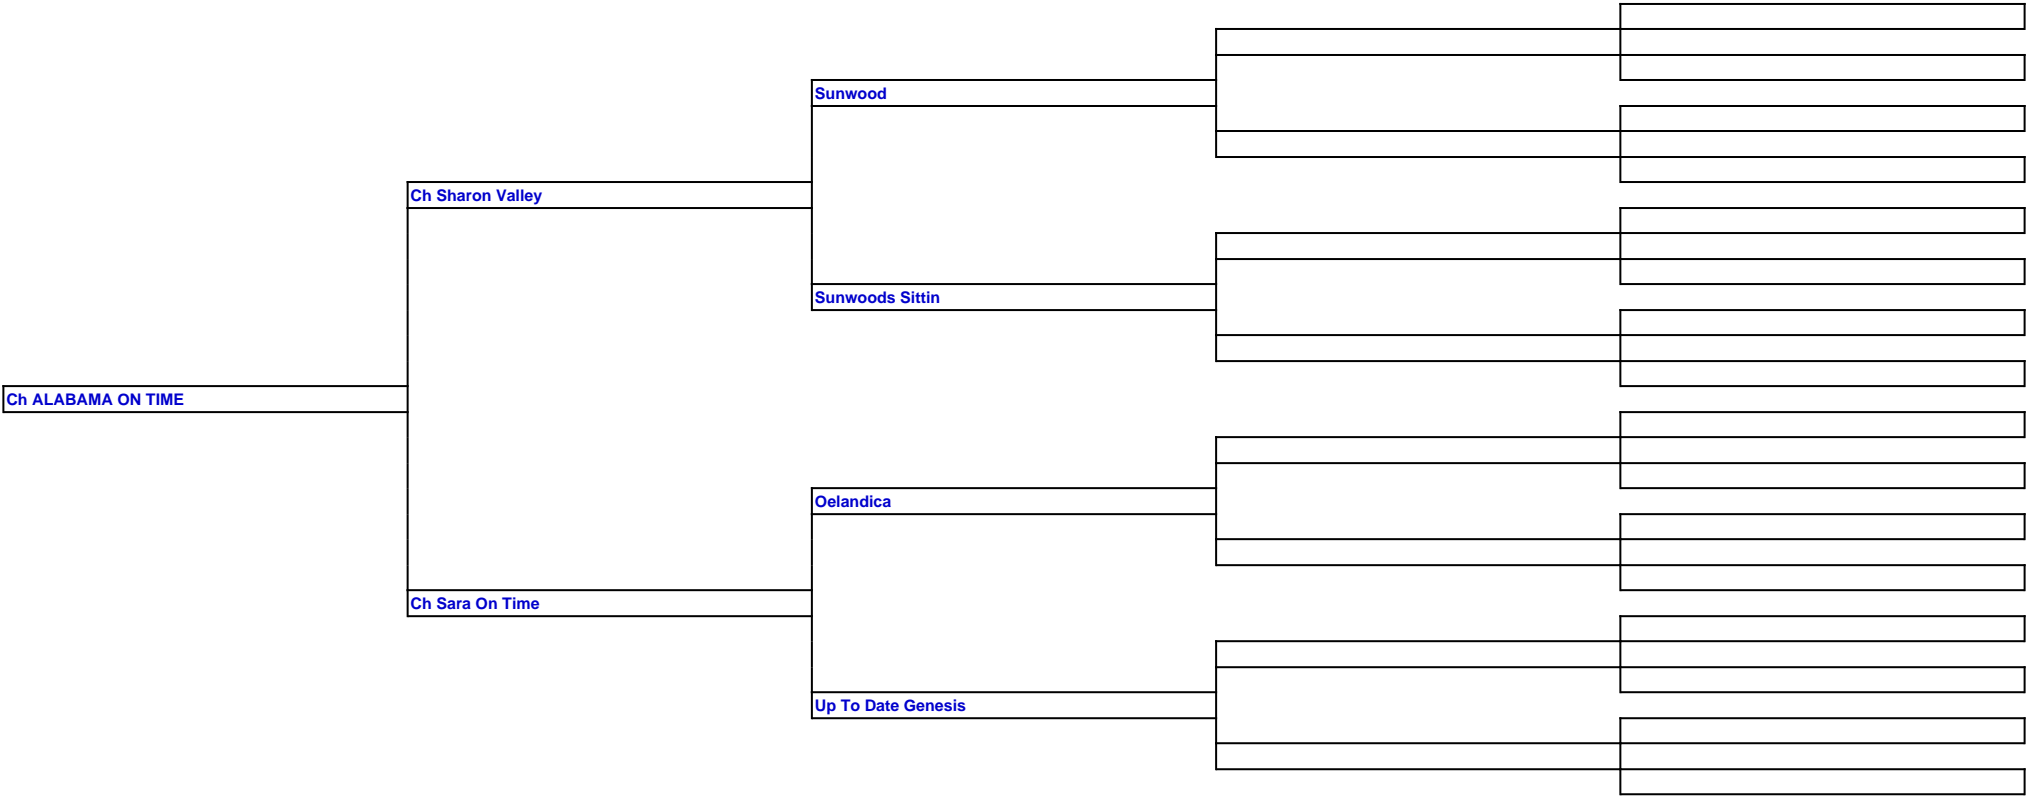 Sunwood
Ch Sharon Valley
Sunwoods Sittin
Ch ALABAMA ON TIME
Oelandica
Ch Sara On Time
Up To Date Genesis